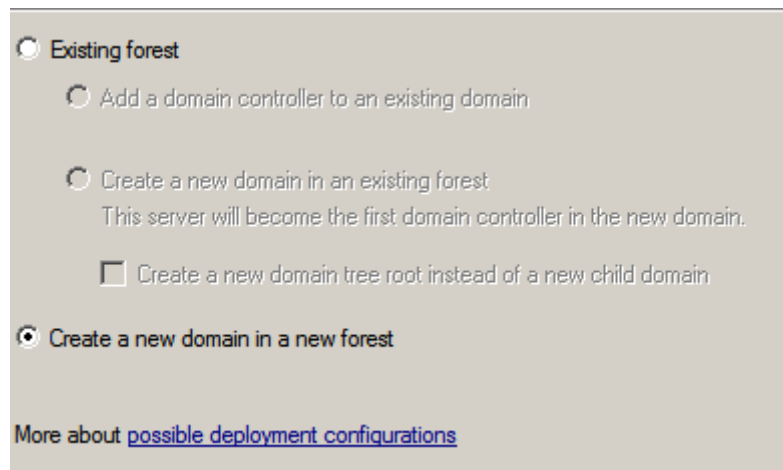 Existing forest
Add a domain controller to an existing domain
Create a new domain in an existing forest
This server will become the first domain controller in the new domain.
Create a new domain tree root instead of a new child domain
Create a new domain in a new forest
More about possible deployment configurations